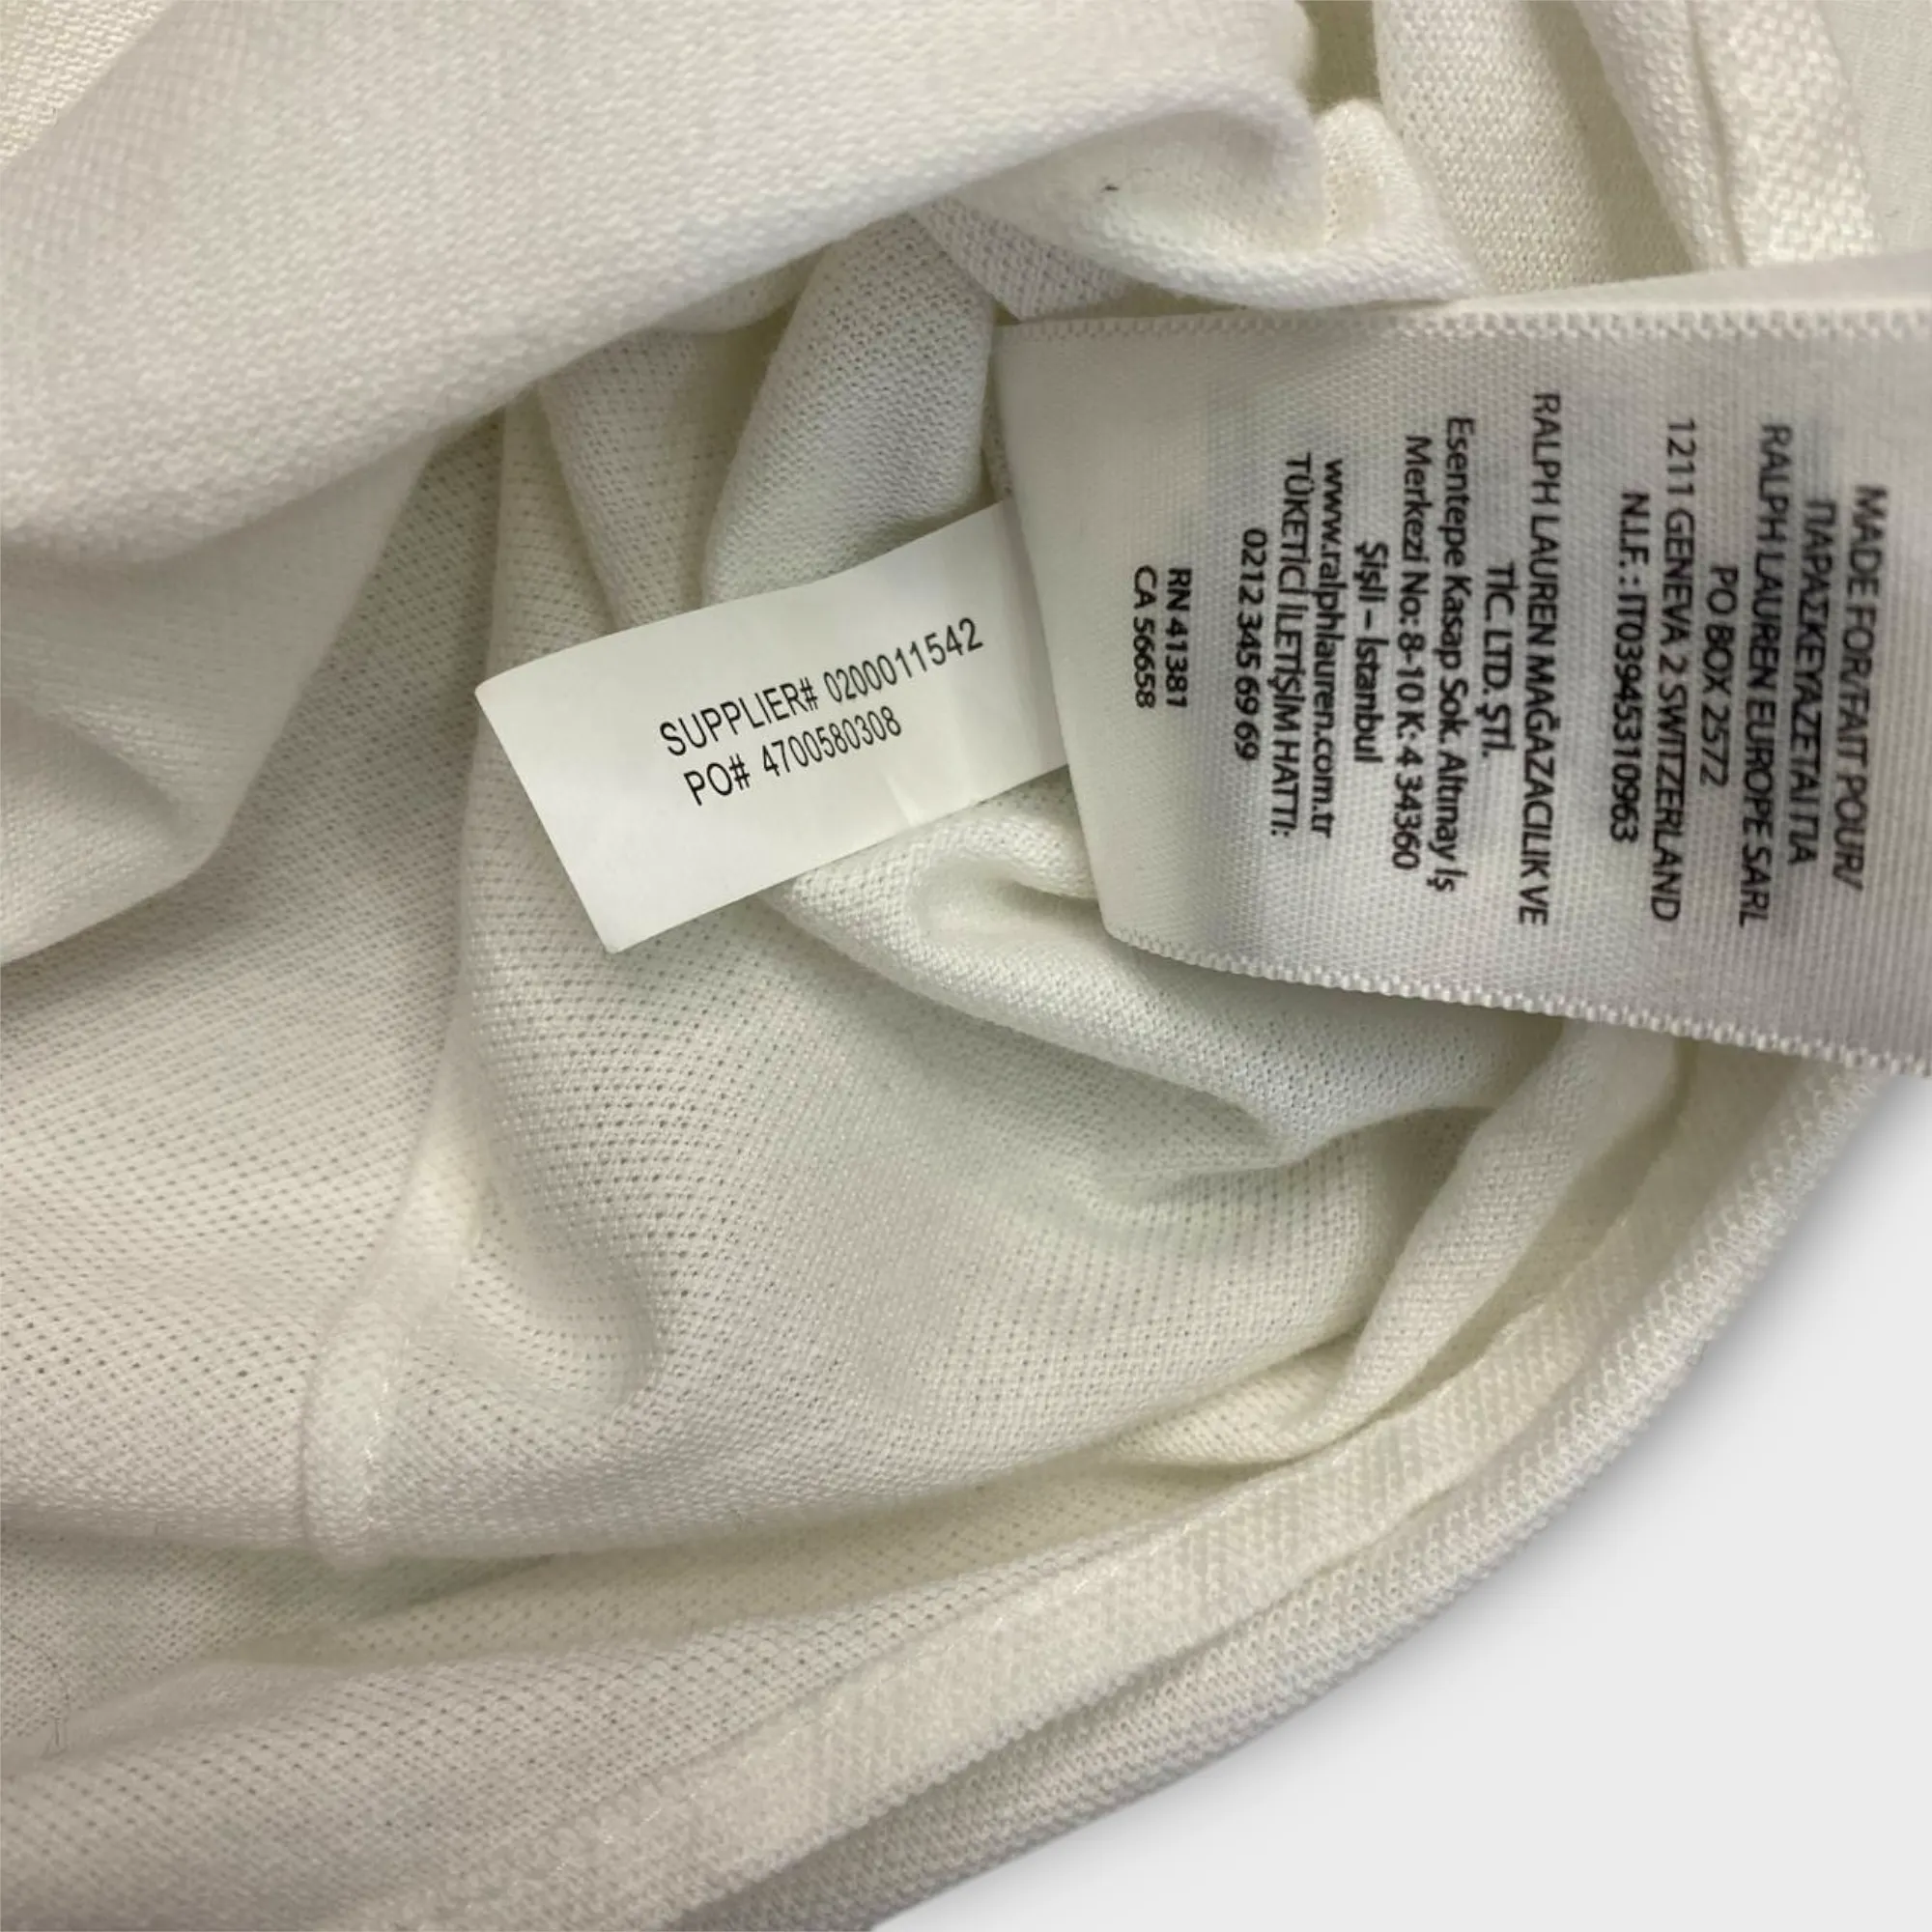 SUPPLIER# 0200011542
PO# 4700580308
MADE FOR/FAIT POUR/
ΠΑΡΑΣΚΕΥΑΖΕΤΑΙ ΓΙΑ
RALPH LAUREN EUROPE SARL
PO BOX 2572
1211 GENEVA 2 SWITZERLAND
N.I.F. : IT03945310963
RALPH LAUREN MAĞAZACILIK VE
TİC. LTD. ŞTİ.
Esentepe Kasap Sok. Altınay İş
Merkezi No: 8-10 K: 4 34360
Şişli – İstanbul
www.ralphlauren.com.tr
TÜKETİCİ İLETİŞİM HATTI:
0212 345 69 69
RN 41381
CA 56658